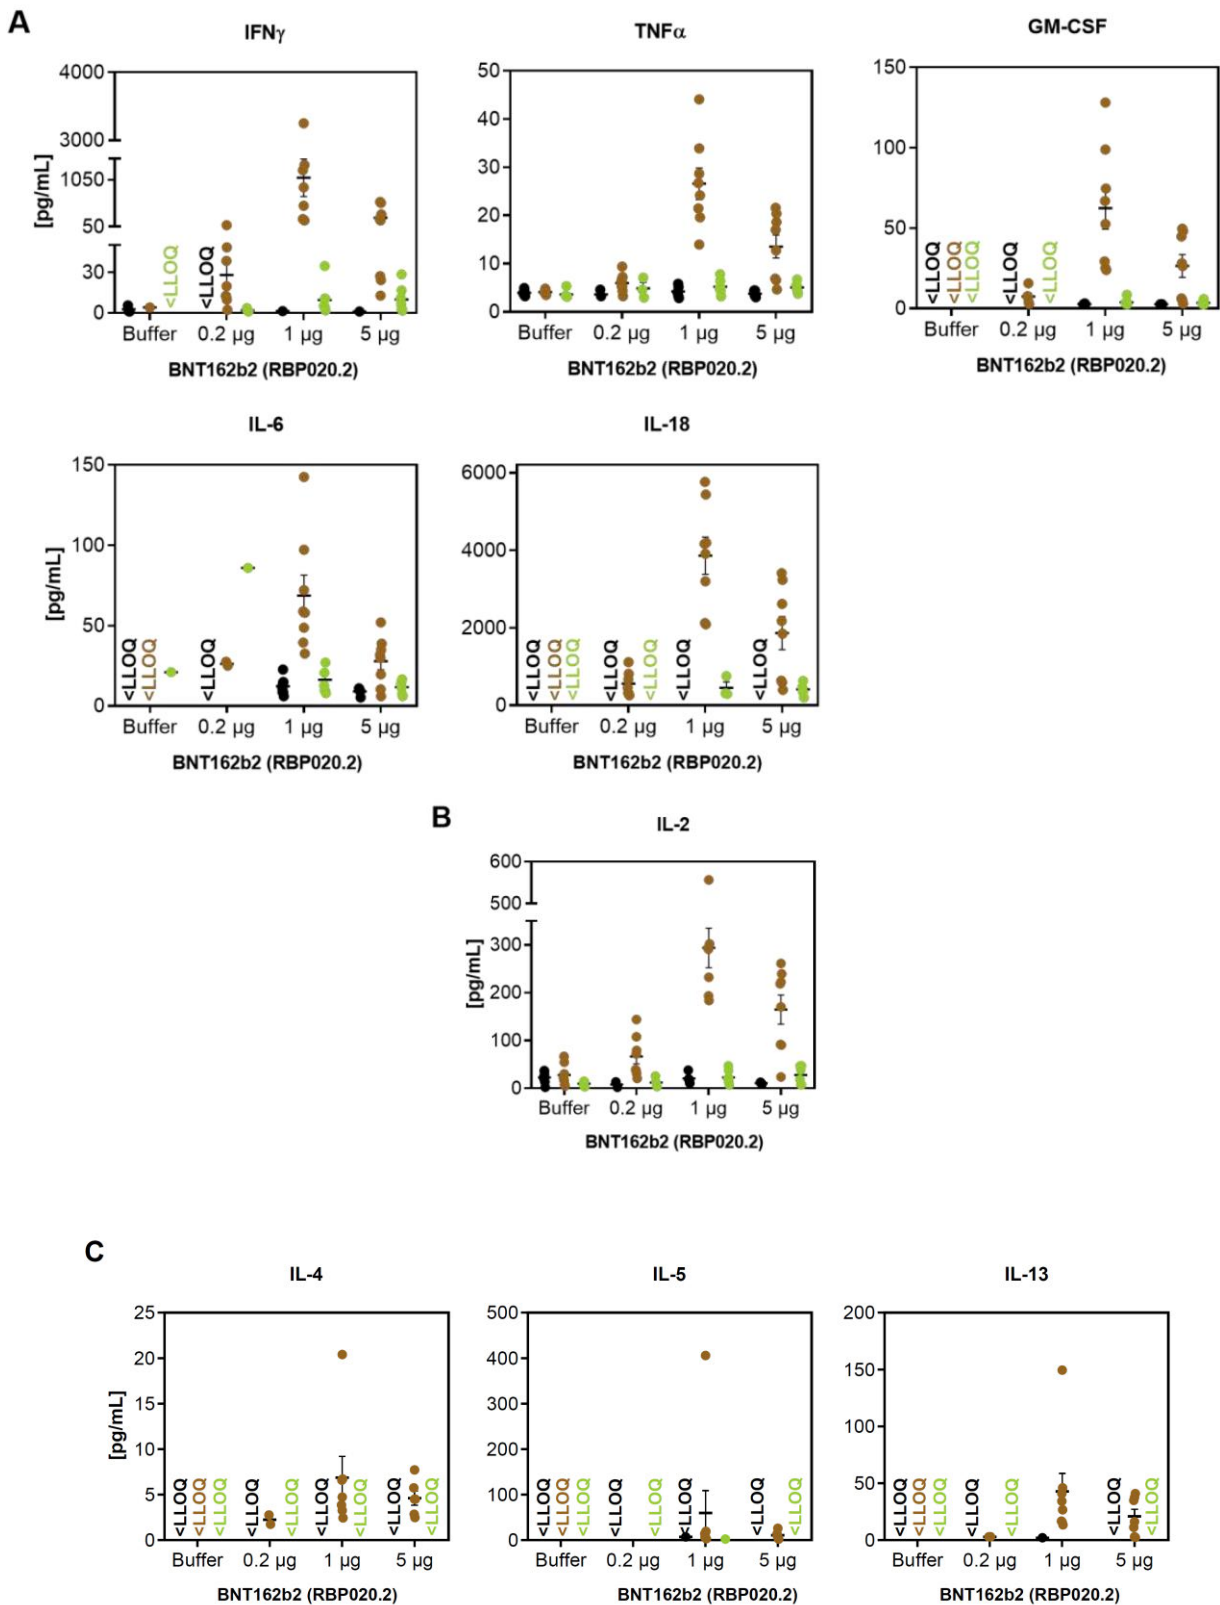 A
IFNγ
TNFα
GM-CSF
[pg/mL]
4000
3000
1050
50
30
0
<LLOQ
<LLOQ
Buffer 0.2 µg 1 µg 5 µg
BNT162b2 (RBP020.2)
50
40
30
20
10
0
Buffer 0.2 µg 1 µg 5 µg
BNT162b2 (RBP020.2)
150
100
50
0
<LLOQ
<LLOQ
<LLOQ
<LLOQ
<LLOQ
Buffer 0.2 µg 1 µg 5 µg
BNT162b2 (RBP020.2)
IL-6
IL-18
[pg/mL]
150
100
50
0
<LLOQ
<LLOQ
<LLOQ
Buffer 0.2 µg 1 µg 5 µg
BNT162b2 (RBP020.2)
6000
4000
2000
0
<LLOQ
<LLOQ
<LLOQ
<LLOQ
<LLOQ
<LLOQ
<LLOQ
Buffer 0.2 µg 1 µg 5 µg
BNT162b2 (RBP020.2)
B
IL-2
[pg/mL]
600
500
300
200
100
0
Buffer 0.2 µg 1 µg 5 µg
BNT162b2 (RBP020.2)
C
IL-4
IL-5
IL-13
[pg/mL]
25
20
15
10
5
0
<LLOQ
<LLOQ
<LLOQ
<LLOQ
<LLOQ
<LLOQ
<LLOQ
<LLOQ
<LLOQ
Buffer 0.2 µg 1 µg 5 µg
BNT162b2 (RBP020.2)
500
400
300
200
100
0
<LLOQ
<LLOQ
<LLOQ
<LLOQ
<LLOQ
<LLOQ
<LLOQ
<LLOQ
Buffer 0.2 µg 1 µg 5 µg
BNT162b2 (RBP020.2)
200
150
100
50
0
<LLOQ
<LLOQ
<LLOQ
<LLOQ
<LLOQ
<LLOQ
<LLOQ
Buffer 0.2 µg 1 µg 5 µg
BNT162b2 (RBP020.2)